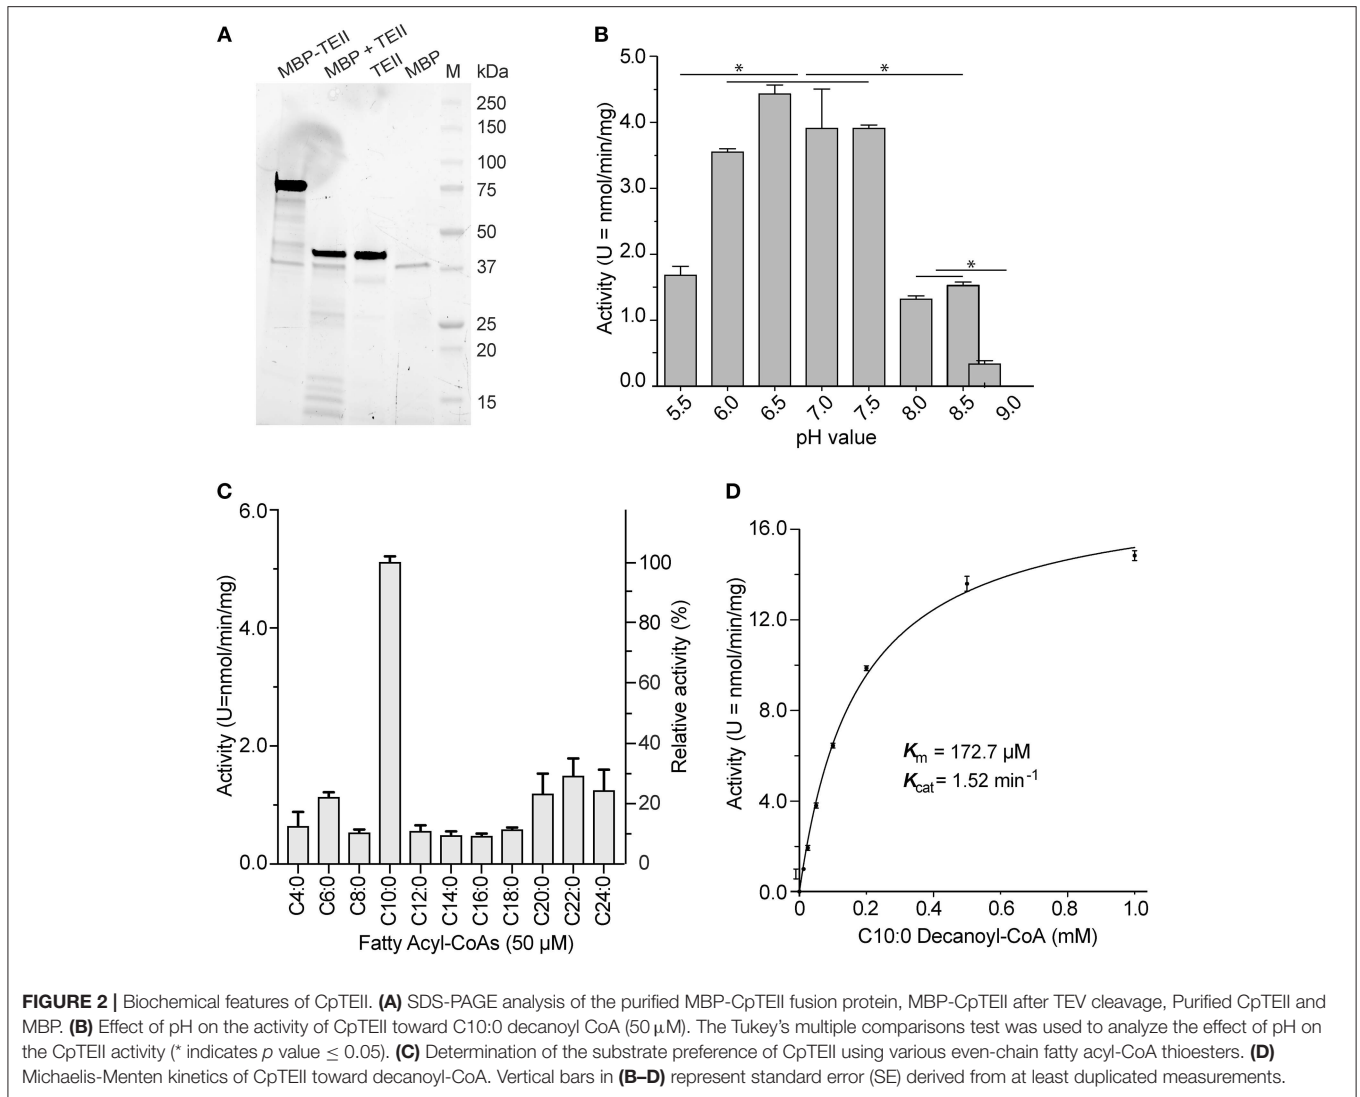 A
MBP-TEII
MBP + TEII
TEII
MBP
M
kDa
250
150
100
75
50
37
25
20
15
B
Activity (U = nmol/min/mg)
5.0
4.0
3.0
2.0
1.0
0.0
*
*
*
5.5
6.0
6.5
7.0
7.5
8.0
8.5
9.0
pH value
C
Activity (U=nmol/min/mg)
6.0
4.0
2.0
0.0
Relative activity (%)
100
80
60
40
20
0
C4:0
C6:0
C8:0
C10:0
C12:0
C14:0
C16:0
C18:0
C20:0
C22:0
C24:0
Fatty Acyl-CoAs (50 µM)
D
Activity (U = nmol/min/mg)
16.0
12.0
8.0
4.0
0.0
Km = 172.7 µM
Kcat = 1.52 min-1
0
0.2
0.4
0.6
0.8
1.0
C10:0 Decanoyl-CoA (mM)
FIGURE 2 | Biochemical features of CpTEII. (A) SDS-PAGE analysis of the purified MBP-CpTEII fusion protein, MBP-CpTEII after TEV cleavage, Purified CpTEII and
MBP. (B) Effect of pH on the activity of CpTEII toward C10:0 decanoyl CoA (50 µM). The Tukey's multiple comparisons test was used to analyze the effect of pH on
the CpTEII activity (* indicates p value ≤ 0.05). (C) Determination of the substrate preference of CpTEII using various even-chain fatty acyl-CoA thioesters. (D)
Michaelis-Menten kinetics of CpTEII toward decanoyl-CoA. Vertical bars in (B–D) represent standard error (SE) derived from at least duplicated measurements.